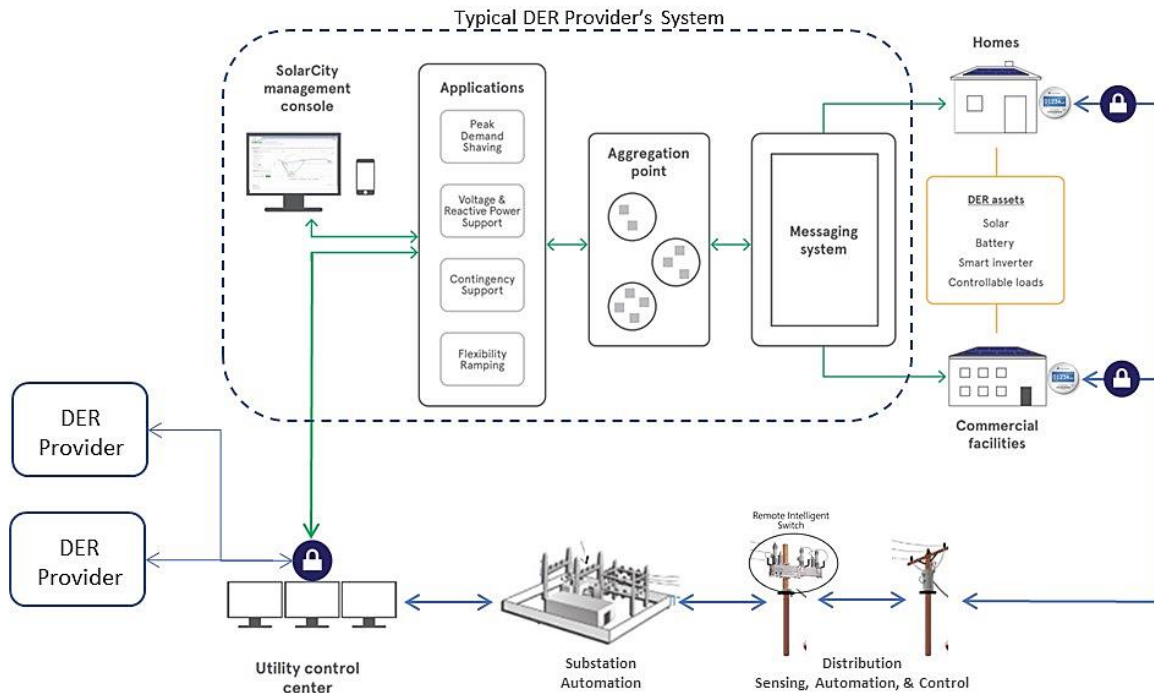 Typical DER Provider's System
SolarCity
management
console
Applications
Peak
Demand
Shaving
Voltage &
Reactive Power
Support
Contingency
Support
Flexibility
Ramping
Aggregation
point
Messaging
system
Homes
DER assets
Solar
Battery
Smart inverter
Controllable loads
Commercial
facilities
DER
Provider
DER
Provider
Utility control
center
Substation
Automation
Remote Intelligent
Switch
Distribution
Sensing, Automation, & Control